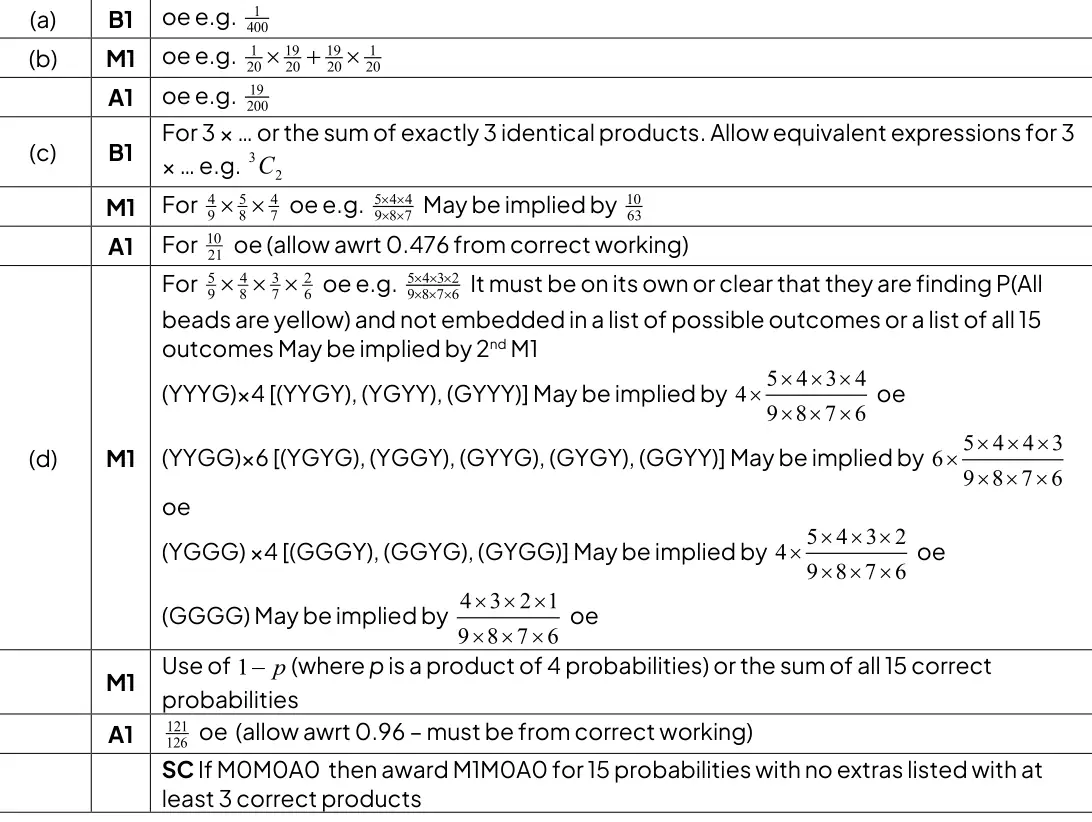 (a) B1 oe e.g. 1/400
(b) M1 oe e.g. 1/20 × 19/20 + 19/20 × 1/20
A1 oe e.g. 19/200
For 3 × … or the sum of exactly 3 identical products. Allow equivalent expressions for 3
(c) B1 × … e.g. ³C₂
M1 For 4/9 × 5/8 × 4/7 oe e.g. 5×4×4/9×8×7 May be implied by 10/63
A1 For 10/21 oe (allow awrt 0.476 from correct working)
For 5/9 × 4/8 × 3/7 × 2/6 oe e.g. 5×4×3×2/9×8×7×6 It must be on its own or clear that they are finding P(All
beads are yellow) and not embedded in a list of possible outcomes or a list of all 15
outcomes May be implied by 2nd M1
(YYYG)×4 [(YYGY), (YGYY), (GYYY)] May be implied by 4× 5×4×3×4/9×8×7×6 oe
(d) M1 (YYGG)×6 [(YGYG), (YGGY), (GYYG), (GYGY), (GGYY)] May be implied by 6× 5×4×4×3/9×8×7×6
oe
(YGGG) ×4 [(GGGY), (GGYG), (GYGG)] May be implied by 4× 5×4×3×2/9×8×7×6 oe
(GGGG) May be implied by 4×3×2×1/9×8×7×6 oe
M1 Use of 1− p (where p is a product of 4 probabilities) or the sum of all 15 correct
probabilities
A1 121/126 oe (allow awrt 0.96 – must be from correct working)
SC If M0M0A0 then award M1M0A0 for 15 probabilities with no extras listed with at
least 3 correct products